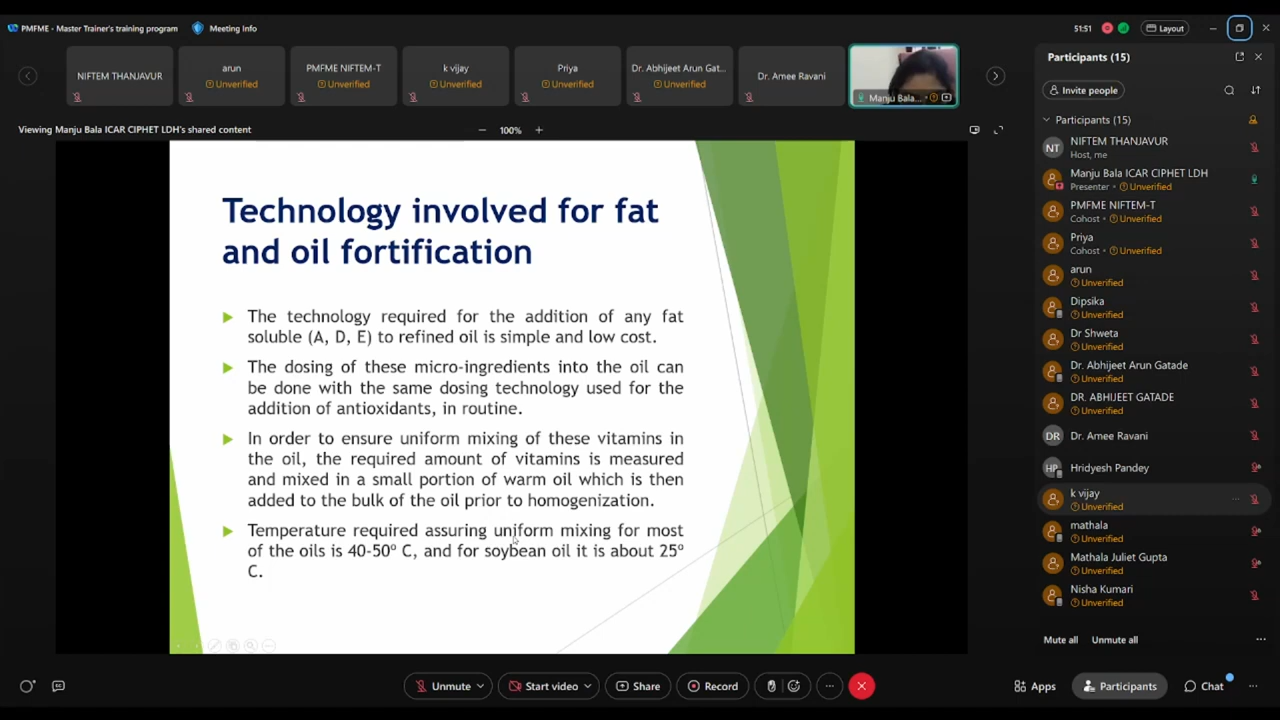 PMFME - Master Trainer's training program
Meeting Info
51:51
Layout
NIFTEM THANJAVUR
arun
Unverified
PMFME NIFTEM-T
Unverified
k vijay
Unverified
Priya
Unverified
Dr. Abhijeet Arun Gat...
Unverified
Dr. Amee Ravani
Manju Bala...
Viewing Manju Bala ICAR CIPHET LDH's shared content
100%
Technology involved for fat
and oil fortification
The technology required for the addition of any fat
soluble (A, D, E) to refined oil is simple and low cost.
The dosing of these micro-ingredients into the oil can
be done with the same dosing technology used for the
addition of antioxidants, in routine.
In order to ensure uniform mixing of these vitamins in
the oil, the required amount of vitamins is measured
and mixed in a small portion of warm oil which is then
added to the bulk of the oil prior to homogenization.
Temperature required assuring uniform mixing for most
of the oils is 40-50º C, and for soybean oil it is about 25º
C.
Participants (15)
Invite people
Participants (15)
NT
NIFTEM THANJAVUR
Host, me
Manju Bala ICAR CIPHET LDH
Presenter • Unverified
PMFME NIFTEM-T
Cohost • Unverified
Priya
Cohost • Unverified
arun
Unverified
Dipsika
Unverified
Dr Shweta
Unverified
Dr. Abhijeet Arun Gatade
Unverified
DR. ABHIJEET GATADE
Unverified
DR
Dr. Amee Ravani
HP
Hridyesh Pandey
k vijay
Unverified
mathala
Unverified
Mathala Juliet Gupta
Unverified
Nisha Kumari
Unverified
Mute all
Unmute all
Unmute
Start video
Share
Record
Apps
Participants
Chat